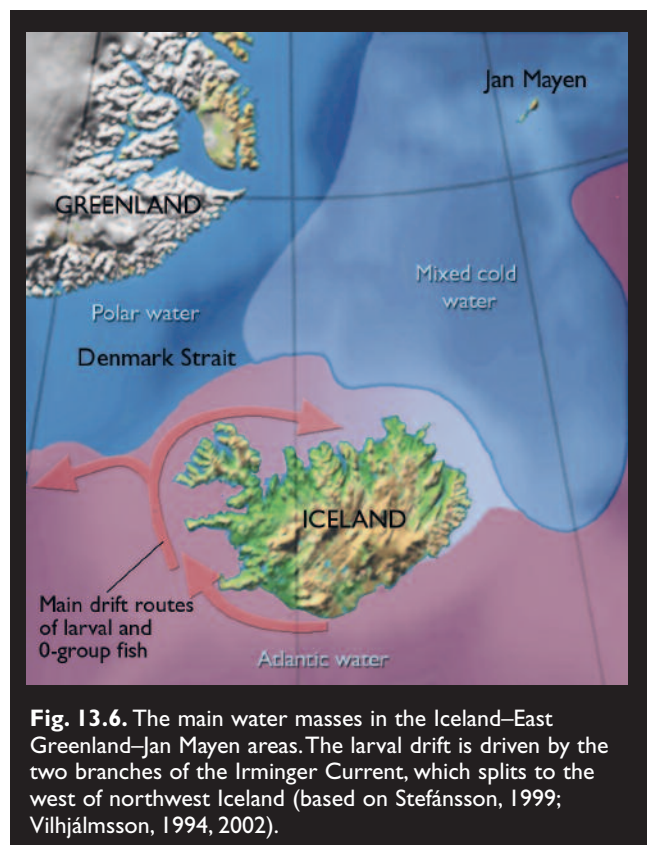 Jan Mayen
GREENLAND
Mixed cold
water
Polar water
Denmark Strait
ICELAND
Main drift routes
of larval and
0-group fish
Atlantic water
Fig. 13.6. The main water masses in the Iceland–East
Greenland–Jan Mayen areas. The larval drift is driven by the
two branches of the Irminger Current, which splits to the
west of northwest Iceland (based on Stefánsson, 1999;
Vilhjálmsson, 1994, 2002).